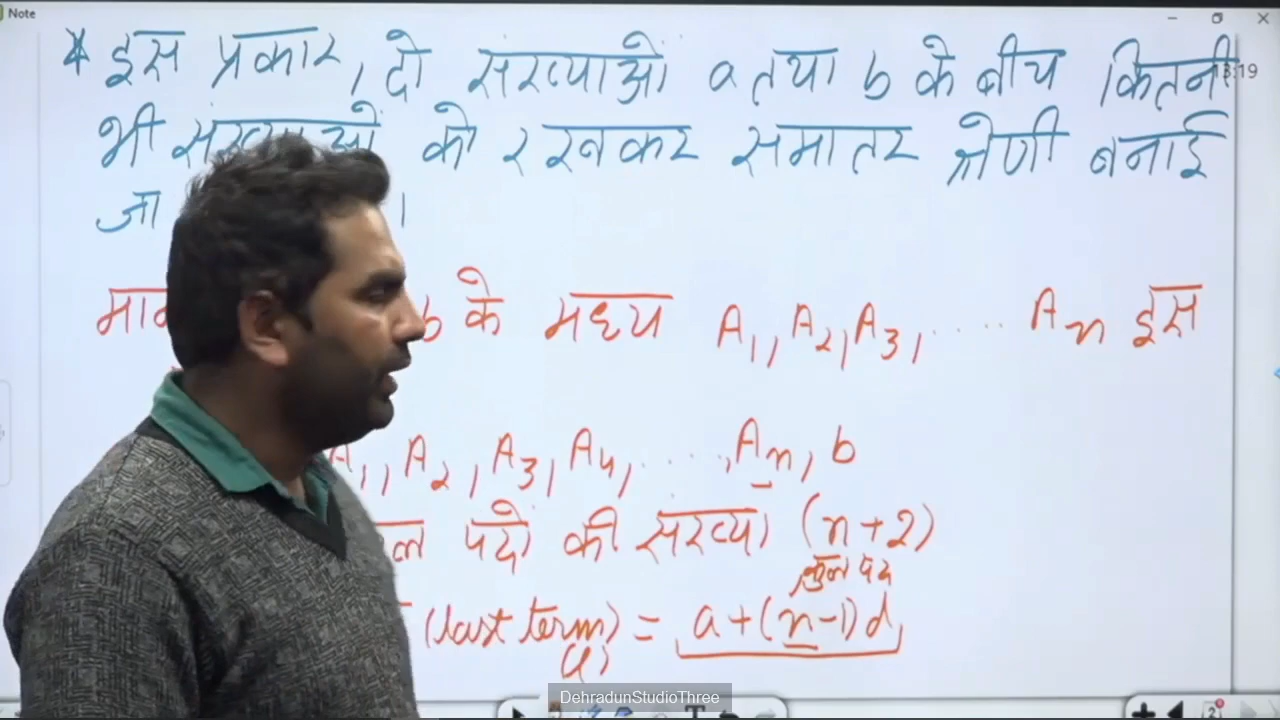 Note
* इस प्रकार, दो संख्याओं a तथा b के बीच कितनी
13:19
भी संख्याओं को रखकर समातर श्रेणी बनाई
जा ।
b के मध्य A1, A2, A3, ..... An इस
A1, A2, A3, A4, ....., An, b
पदो की संख्या (n+2)
कुल पद
(last term) = a+(n-1)d
(l)
DehradunStudioThree